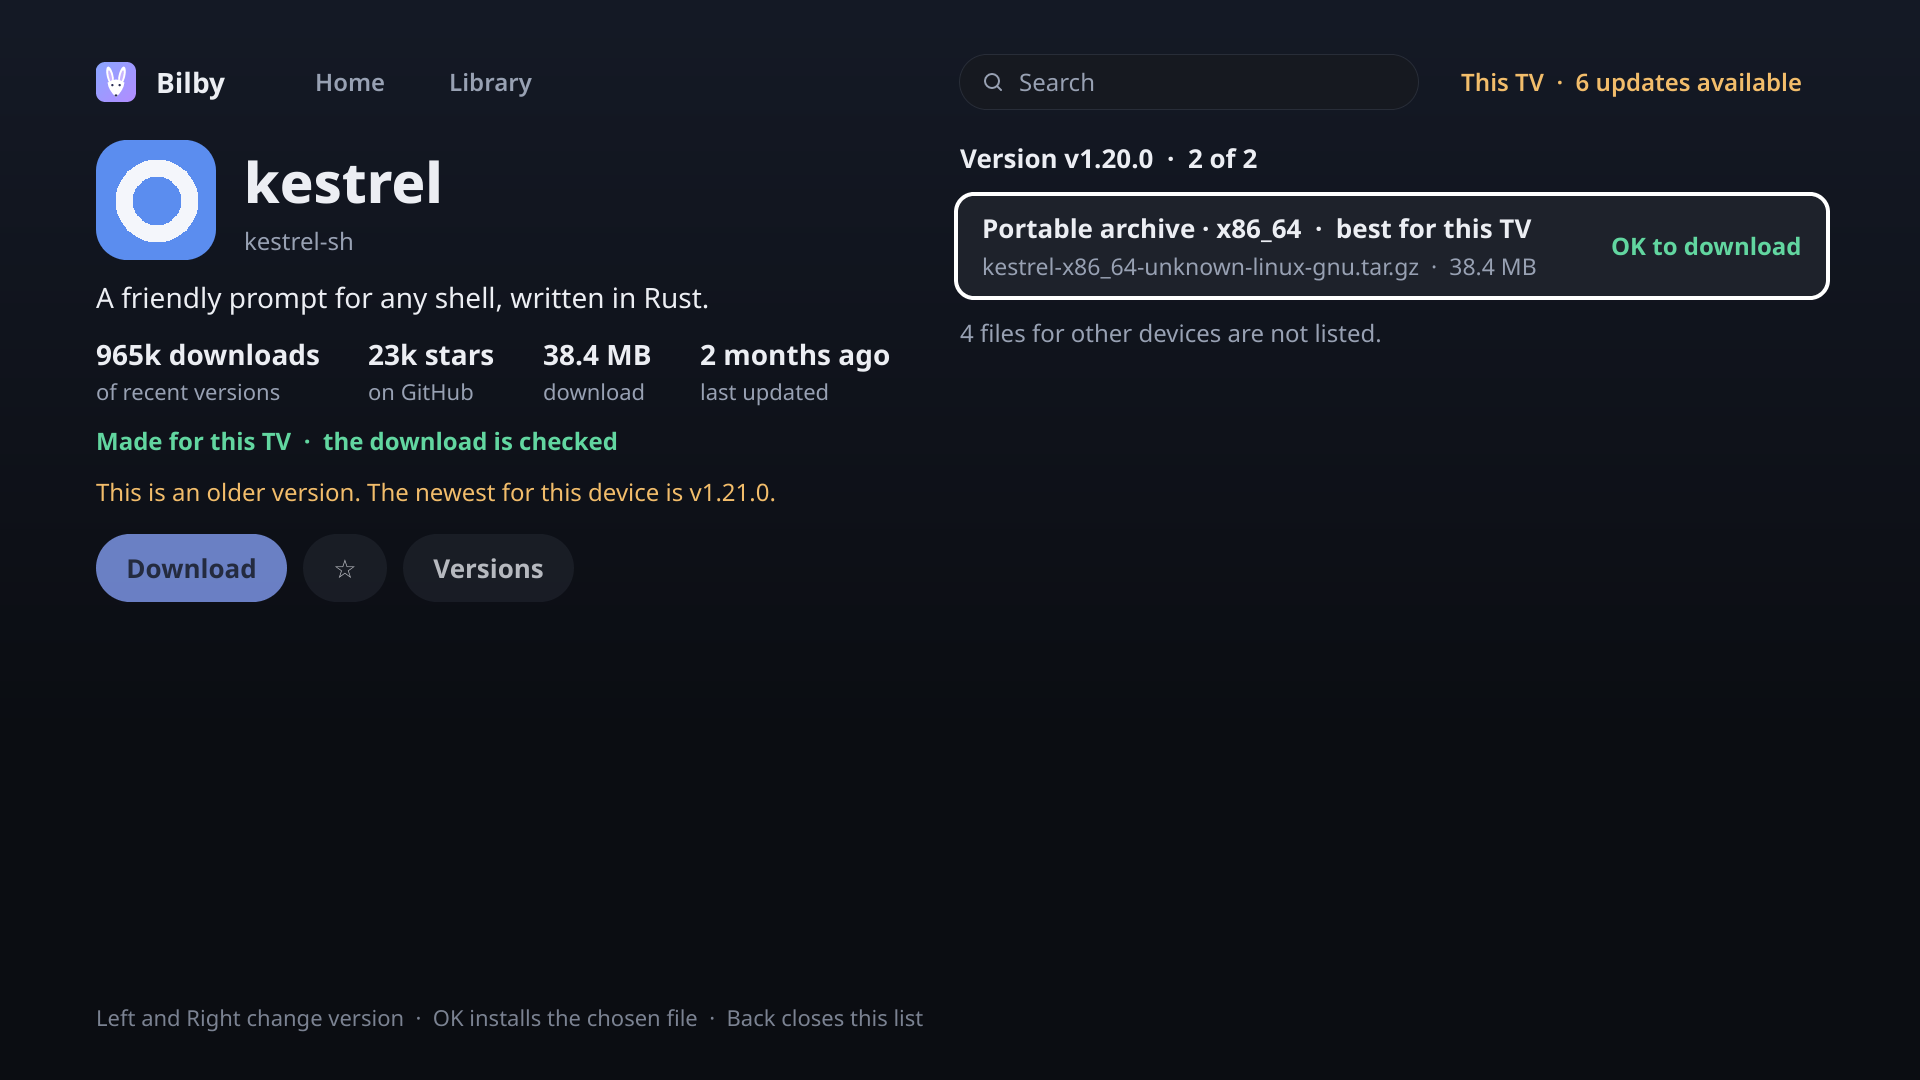 Bilby
Home
Library
Search
This TV · 6 updates available
kestrel
kestrel-sh
A friendly prompt for any shell, written in Rust.
965k downloads
of recent versions
23k stars
on GitHub
38.4 MB
download
2 months ago
last updated
Made for this TV · the download is checked
This is an older version. The newest for this device is v1.21.0.
Download
☆
Versions
Version v1.20.0 · 2 of 2
Portable archive · x86_64 · best for this TV
kestrel-x86_64-unknown-linux-gnu.tar.gz · 38.4 MB
OK to download
4 files for other devices are not listed.
Left and Right change version · OK installs the chosen file · Back closes this list